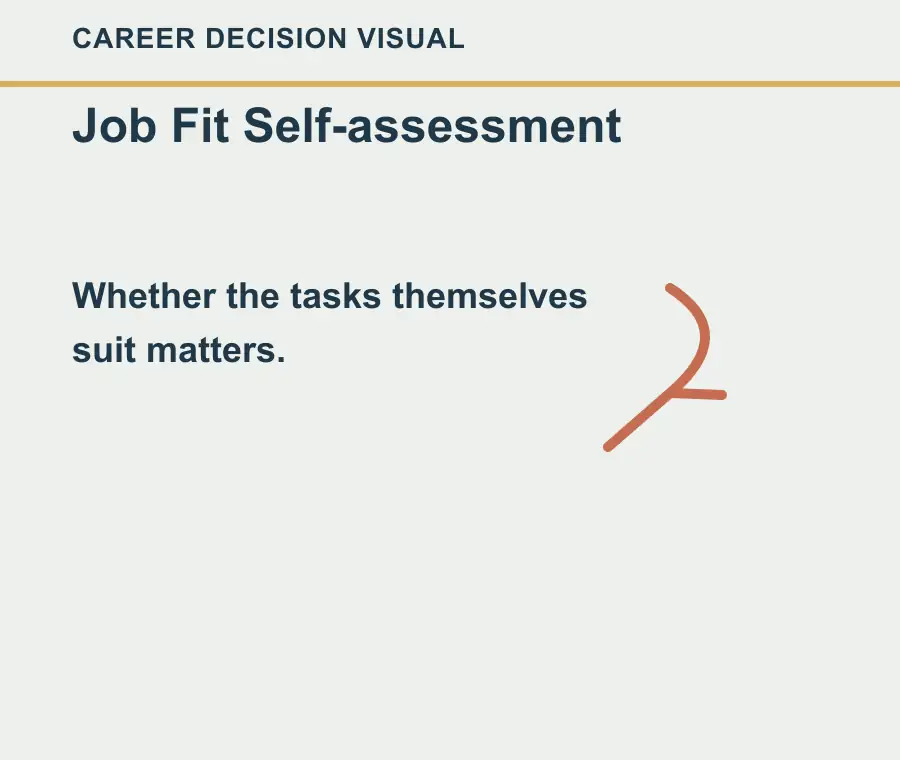 CAREER DECISION VISUAL
Job Fit Self-assessment
Whether the tasks themselves
suit matters.